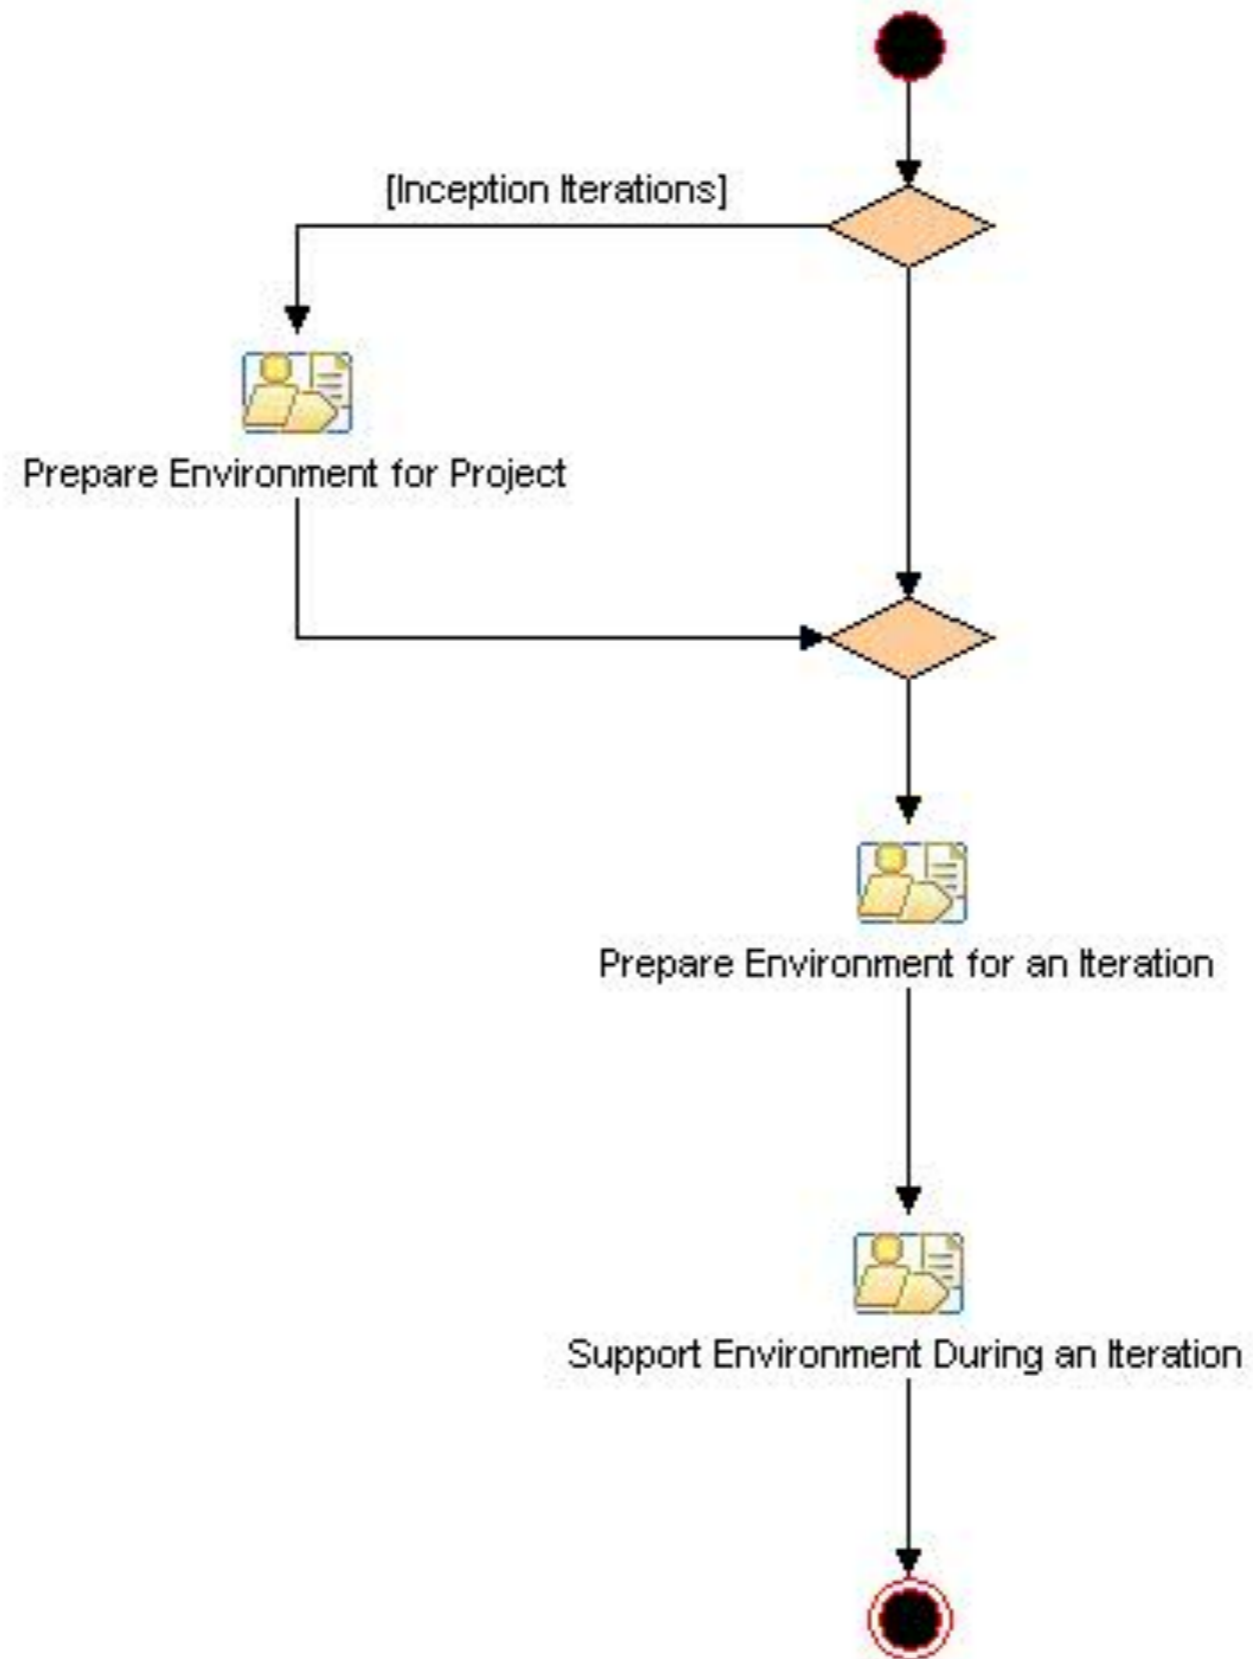 [Inception Iterations]
Prepare Environment for Project
Prepare Environment for an Iteration
Support Environment During an Iteration